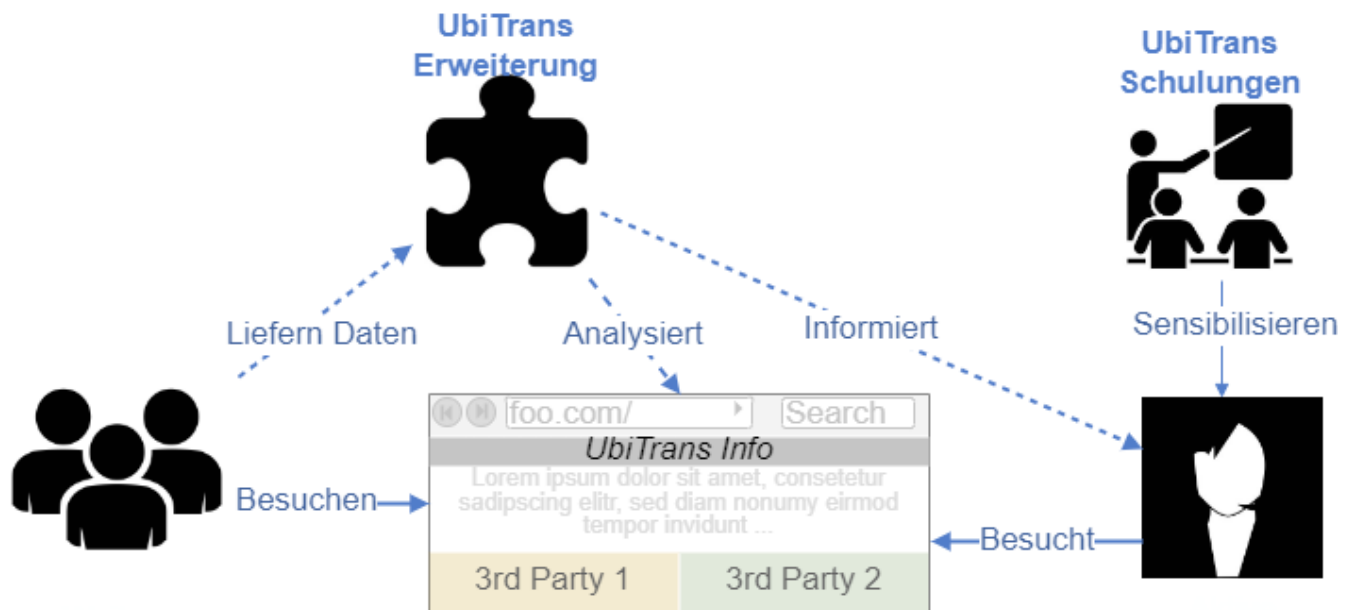 UbiTrans
Erweiterung
UbiTrans
Schulungen
Liefern Daten
Analysiert
Informiert
Sensibilisieren
foo.com/
Search
UbiTrans Info
Lorem ipsum dolor sit amet, consetetur
sadipscing elitr, sed diam nonumy eirmod
tempor invidunt ...
Besuchen
Besucht
3rd Party 1
3rd Party 2